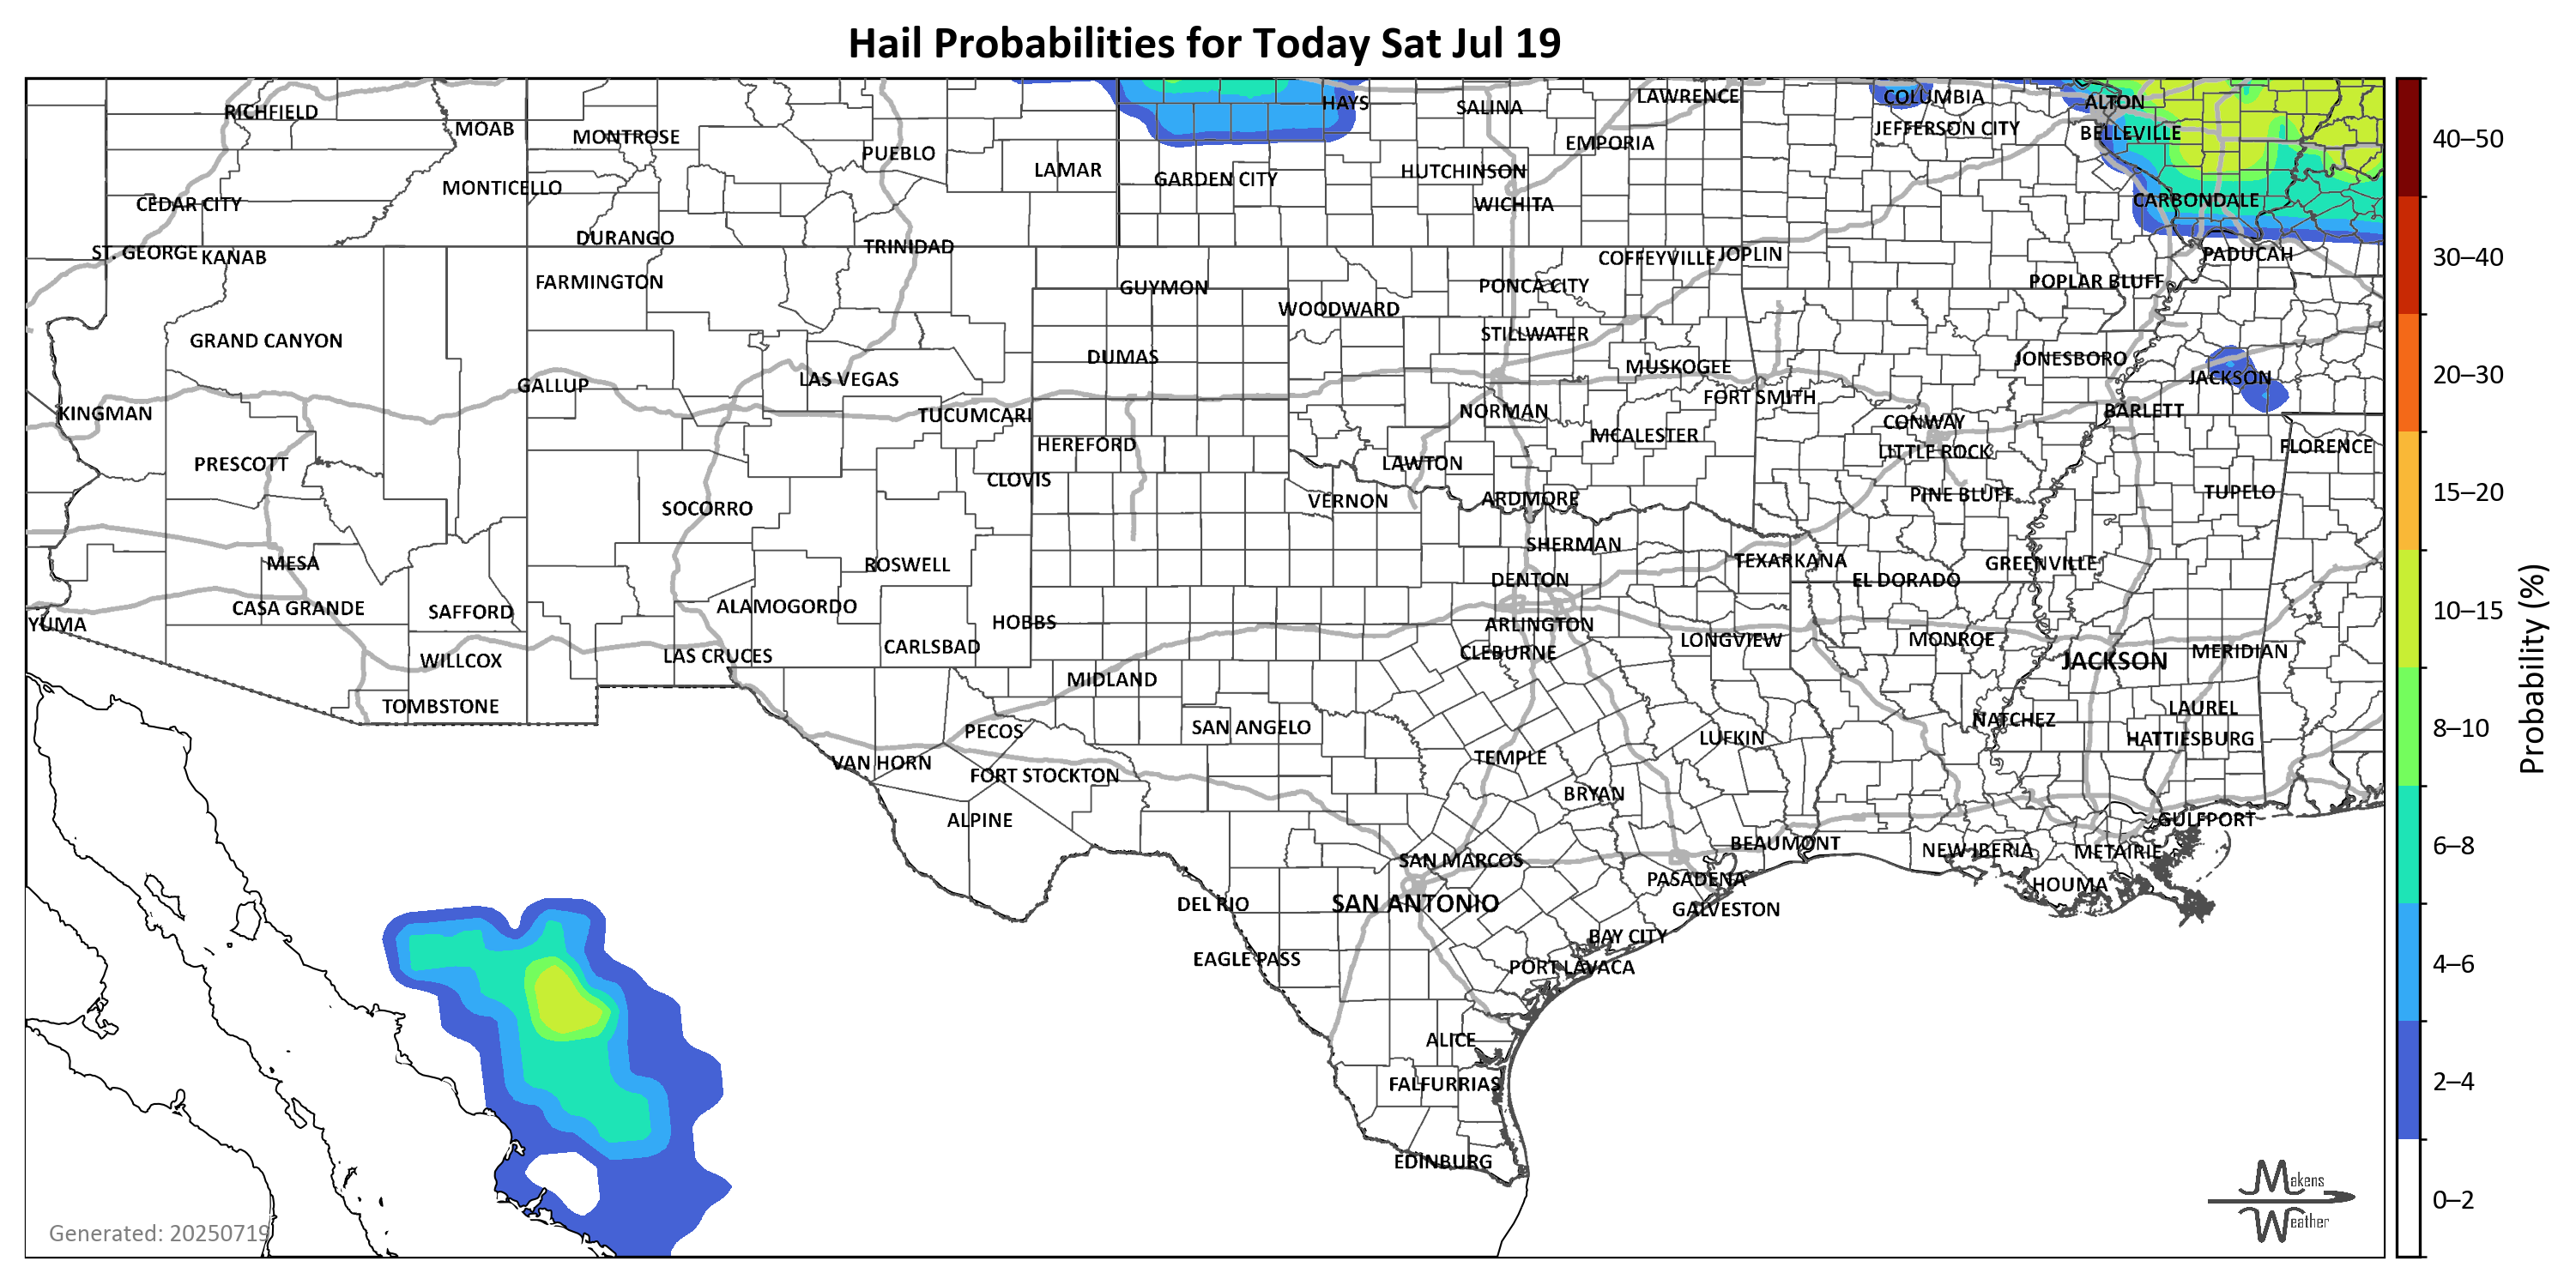 Hail Probabilities for Today Sat Jul 19
HAYS
SALINA
LAWRENCE
COLUMBIA
ALTON
RICHFIELD
MOAB
MONTROSE
PUEBLO
EMPORIA
JEFFERSON CITY
BELLEVILLE
40–50
LAMAR
GARDEN CITY
HUTCHINSON
MONTICELLO
CEDAR CITY
WICHITA
CARBONDALE
DURANGO
TRINIDAD
ST. GEORGE
KANAB
COFFEYVILLE
JOPLIN
PADUCAH
30–40
FARMINGTON
GUYMON
PONCA CITY
POPLAR BLUFF
WOODWARD
GRAND CANYON
STILLWATER
DUMAS
MUSKOGEE
JONESBORO
GALLUP
LAS VEGAS
JACKSON
20–30
KINGMAN
TUCUMCARI
NORMAN
FORT SMITH
BARLETT
CONWAY
HEREFORD
MCALESTER
LITTLE ROCK
FLORENCE
PRESCOTT
CLOVIS
LAWTON
SOCORRO
VERNON
ARDMORE
PINE BLUFF
TUPELO
15–20
MESA
ROSWELL
SHERMAN
TEXARKANA
GREENVILLE
DENTON
EL DORADO
CASA GRANDE
SAFFORD
ALAMOGORDO
10–15
YUMA
HOBBS
ARLINGTON
CARLSBAD
CLEBURNE
LONGVIEW
MONROE
MERIDIAN
WILLCOX
LAS CRUCES
JACKSON
MIDLAND
Probability (%)
TOMBSTONE
PECOS
SAN ANGELO
LUFKIN
NATCHEZ
LAUREL
HATTIESBURG
8–10
VAN HORN
FORT STOCKTON
TEMPLE
BRYAN
ALPINE
GULFPORT
SAN MARCOS
BEAUMONT
NEW IBERIA
METAIRIE
6–8
PASADENA
HOUMA
DEL RIO
SAN ANTONIO
GALVESTON
BAY CITY
EAGLE PASS
PORT LAVACA
4–6
ALICE
FALFURRIAS
2–4
EDINBURG
Makens
Weather
0–2
Generated: 20250719